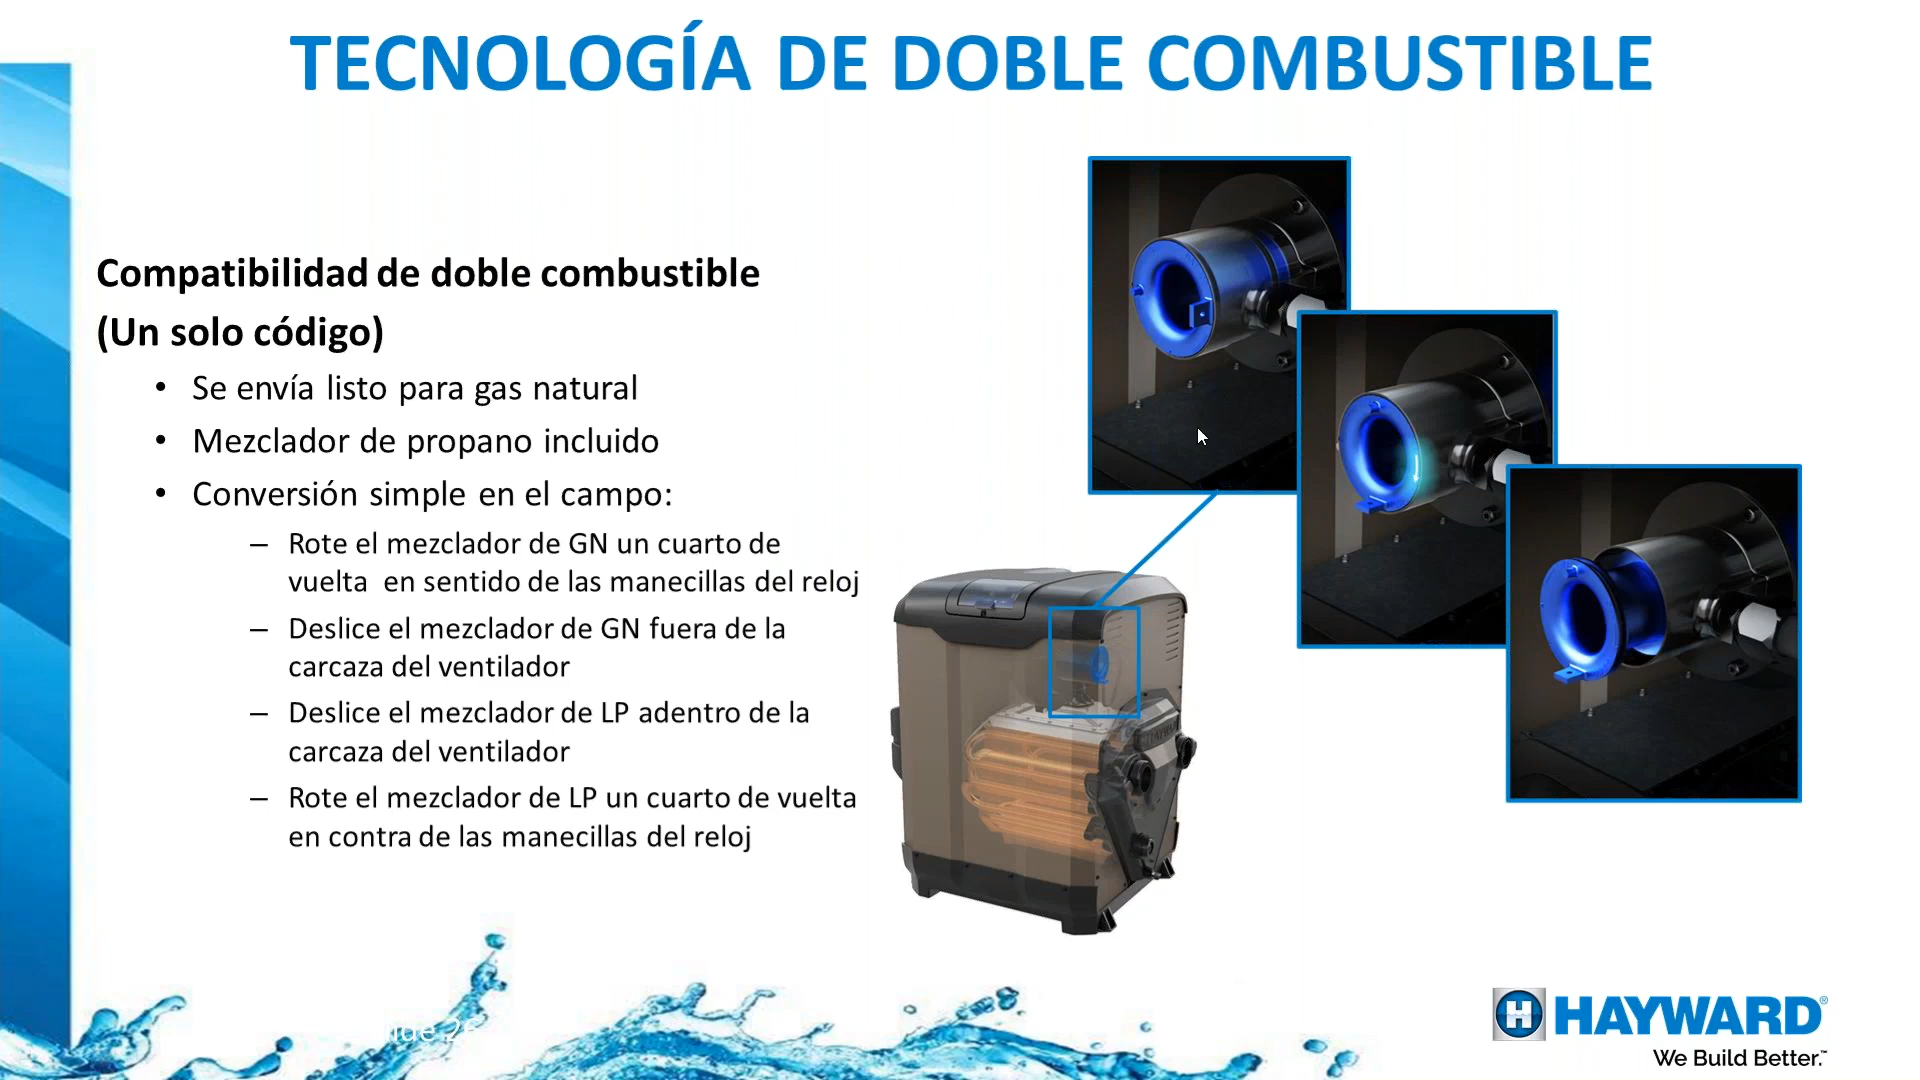 TECNOLOGÍA DE DOBLE COMBUSTIBLE
Compatibilidad de doble combustible
(Un solo código)
• Se envía listo para gas natural
• Mezclador de propano incluido
• Conversión simple en el campo:
– Rote el mezclador de GN un cuarto de
vuelta en sentido de las manecillas del reloj
– Deslice el mezclador de GN fuera de la
carcaza del ventilador
– Deslice el mezclador de LP adentro de la
carcaza del ventilador
– Rote el mezclador de LP un cuarto de vuelta
en contra de las manecillas del reloj
HAYWARD®
We Build Better.™